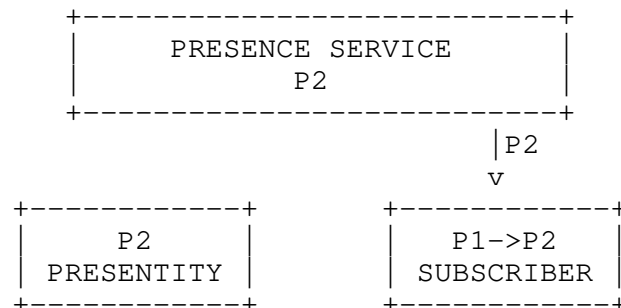 PRESENCE SERVICE
P2
P2
v
P2 P1->P2
PRESENTITY SUBSCRIBER